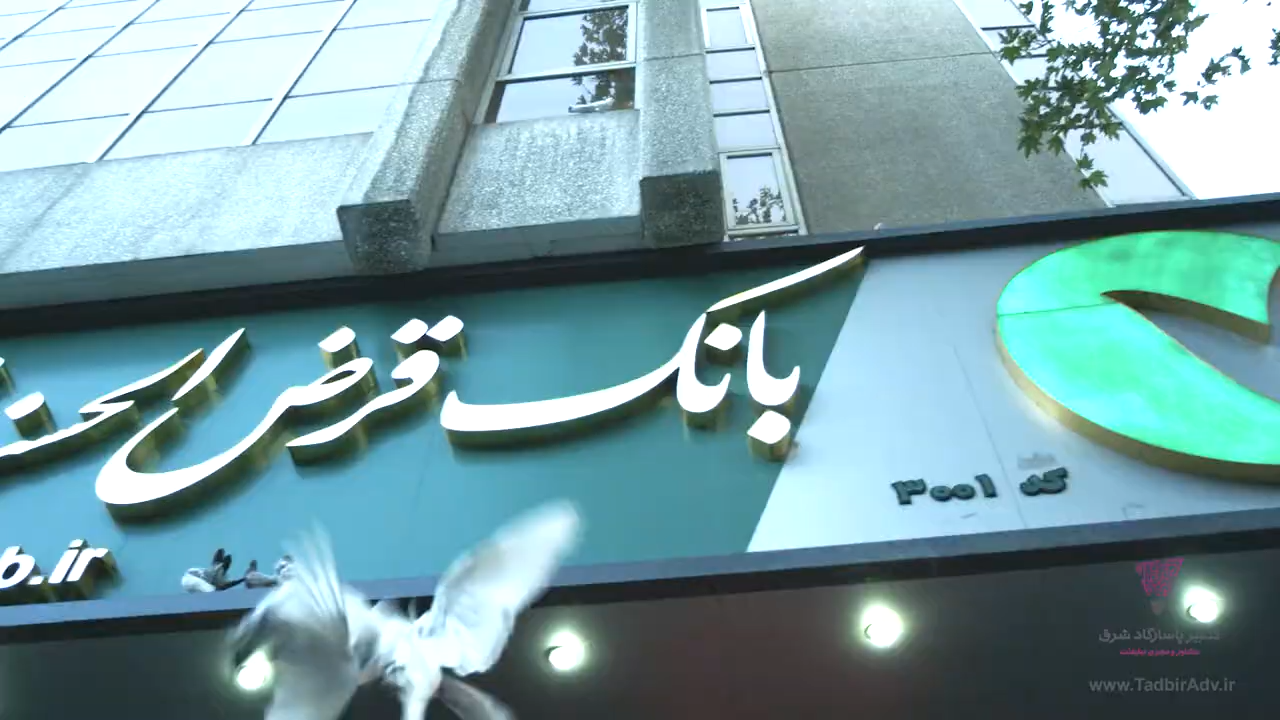 بانک قرض الحسنه
کد ۳۰۰۱
b.ir
تدبیر پاسارگاد شرق
www.TadbirAdv.ir